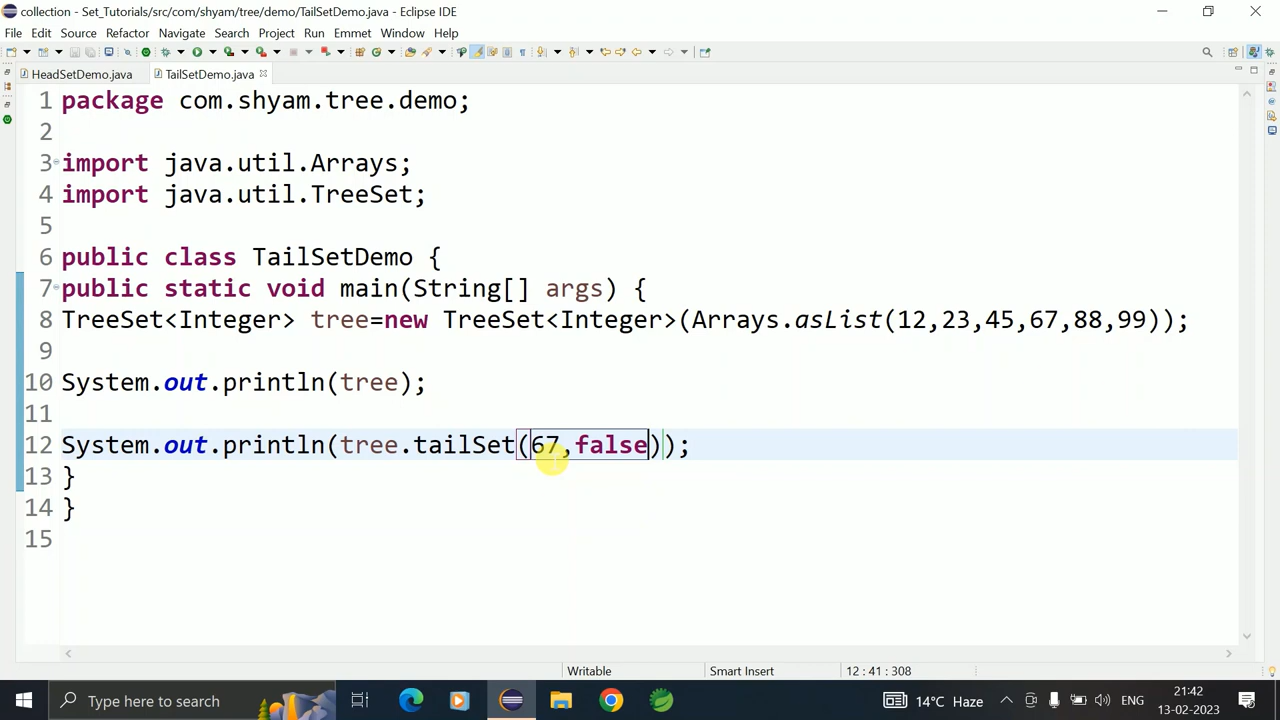 collection - Set_Tutorials/src/com/shyam/tree/demo/TailSetDemo.java - Eclipse IDE
File Edit Source Refactor Navigate Search Project Run Emmet Window Help
HeadSetDemo.java TailSetDemo.java
1 package com.shyam.tree.demo;
2
3 import java.util.Arrays;
4 import java.util.TreeSet;
5
6 public class TailSetDemo {
7 public static void main(String[] args) {
8 TreeSet<Integer> tree=new TreeSet<Integer>(Arrays.asList(12,23,45,67,88,99));
9
10 System.out.println(tree);
11
12 System.out.println(tree.tailSet(67,false));
13 }
14 }
15
Writable Smart Insert 12 : 41 : 308
Type here to search 14°C Haze ENG 21:42
13-02-2023